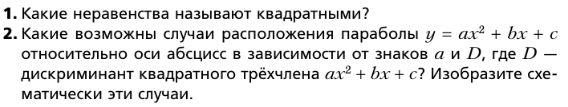 1. Какие неравенства называют квадратными?
2. Какие возможны случаи расположения параболы y = ax² + bx + c
относительно оси абсцисс в зависимости от знаков a и D, где D —
дискриминант квадратного трёхчлена ax² + bx + c? Изобразите схе-
матически эти случаи.